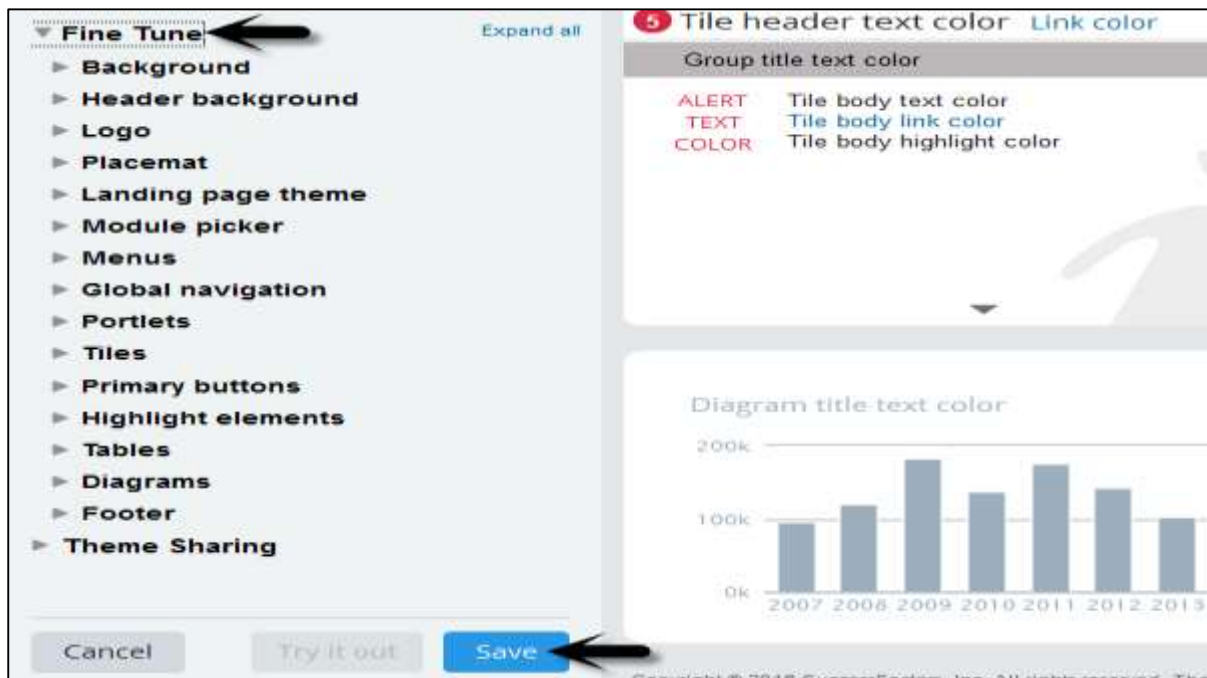 Fine Tune
Expand all
Background
Header background
Logo
Placemat
Landing page theme
Module picker
Menus
Global navigation
Portlets
Tiles
Primary buttons
Highlight elements
Tables
Diagrams
Footer
Theme Sharing
Cancel
Try it out
Save
5 Tile header text color Link color
Group title text color
ALERT Tile body text color
TEXT Tile body link color
COLOR Tile body highlight color
Diagram title text color
200k
100k
0k
2007 2008 2009 2010 2011 2012 2013